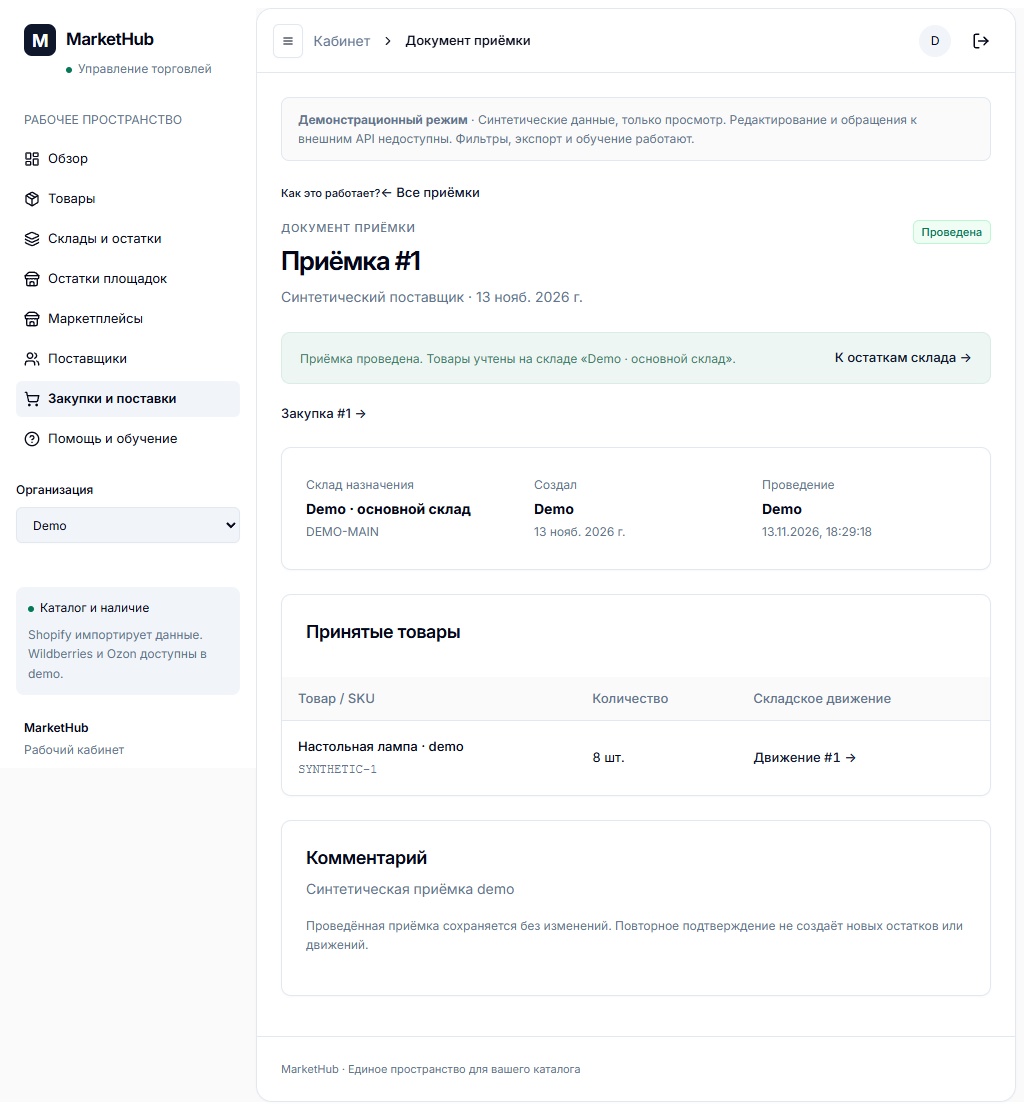 M MarketHub
Управление торговлей
РАБОЧЕЕ ПРОСТРАНСТВО
Обзор
Товары
Склады и остатки
Остатки площадок
Маркетплейсы
Поставщики
Закупки и поставки
Помощь и обучение
Организация
Demo
Каталог и наличие
Shopify импортирует данные.
Wildberries и Ozon доступны в
demo.
MarketHub
Рабочий кабинет
Кабинет > Документ приёмки
D
Демонстрационный режим · Синтетические данные, только просмотр. Редактирование и обращения к
внешним API недоступны. Фильтры, экспорт и обучение работают.
Как это работает?← Все приёмки
ДОКУМЕНТ ПРИЁМКИ
Проведена
Приёмка #1
Синтетический поставщик · 13 нояб. 2026 г.
Приёмка проведена. Товары учтены на складе «Demo · основной склад».
К остаткам склада →
Закупка #1 →
Склад назначения
Demo · основной склад
DEMO-MAIN
Создал
Demo
13 нояб. 2026 г.
Проведение
Demo
13.11.2026, 18:29:18
Принятые товары
Товар / SKU Количество Складское движение
Настольная лампа · demo
SYNTHETIC-1
8 шт.
Движение #1 →
Комментарий
Синтетическая приёмка demo
Проведённая приёмка сохраняется без изменений. Повторное подтверждение не создаёт новых остатков или
движений.
MarketHub · Единое пространство для вашего каталога